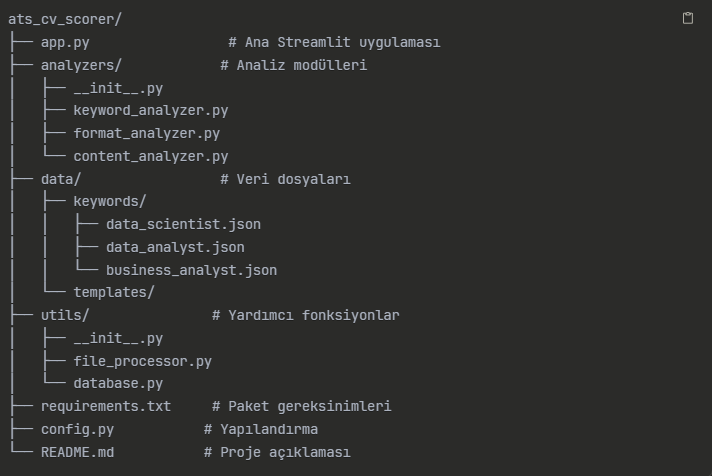 ats_cv_scorer/
├── app.py                 # Ana Streamlit uygulaması
├── analyzers/            # Analiz modülleri
│   ├── __init__.py
│   ├── keyword_analyzer.py
│   ├── format_analyzer.py
│   └── content_analyzer.py
├── data/                 # Veri dosyaları
│   ├── keywords/
│   │   ├── data_scientist.json
│   │   ├── data_analyst.json
│   │   └── business_analyst.json
│   └── templates/
├── utils/               # Yardımcı fonksiyonlar
│   ├── __init__.py
│   ├── file_processor.py
│   └── database.py
├── requirements.txt     # Paket gereksinimleri
├── config.py           # Yapılandırma
└── README.md           # Proje açıklaması